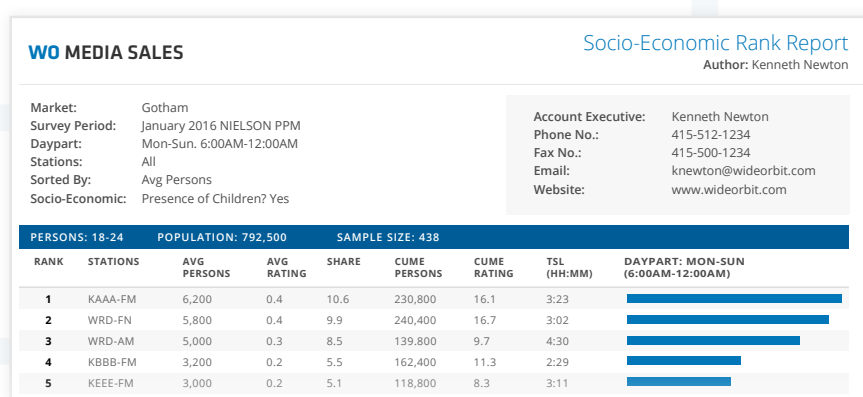 WO MEDIA SALES
Socio-Economic Rank Report
Author: Kenneth Newton
Market: Gotham
Survey Period: January 2016 NIELSON PPM
Daypart: Mon-Sun. 6:00AM-12:00AM
Stations: All
Sorted By: Avg Persons
Socio-Economic: Presence of Children? Yes
Account Executive: Kenneth Newton
Phone No.: 415-512-1234
Fax No.: 415-500-1234
Email: knewton@wideorbit.com
Website: www.wideorbit.com
PERSONS: 18-24 POPULATION: 792,500 SAMPLE SIZE: 438
RANK STATIONS AVG PERSONS AVG RATING SHARE CUME PERSONS CUME RATING TSL (HH:MM) DAYPART: MON-SUN (6:00AM-12:00AM)
1 KAAA-FM 6,200 0.4 10.6 230,800 16.1 3:23
2 WRD-FN 5,800 0.4 9.9 240,400 16.7 3:02
3 WRD-AM 5,000 0.3 8.5 139.800 9.7 4:30
4 KBBB-FM 3,200 0.2 5.5 162,400 11.3 2:29
5 KEEE-FM 3,000 0.2 5.1 118,800 8.3 3:11